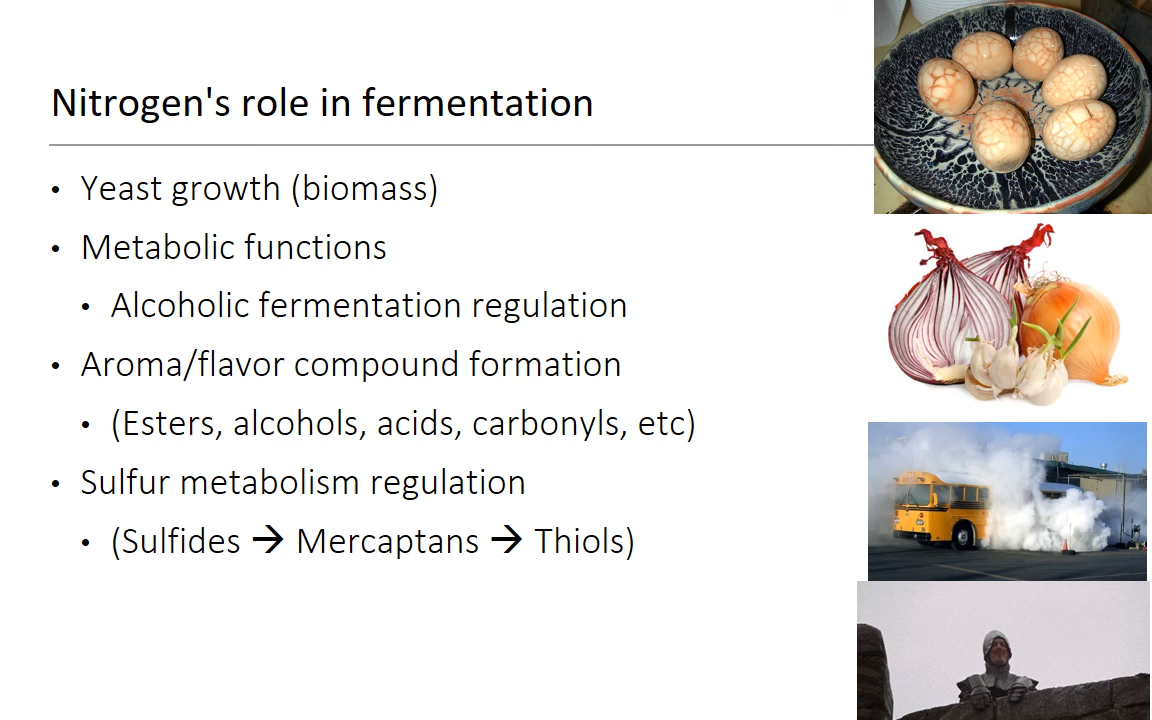 Nitrogen's role in fermentation
• Yeast growth (biomass)
• Metabolic functions
• Alcoholic fermentation regulation
• Aroma/flavor compound formation
• (Esters, alcohols, acids, carbonyls, etc)
• Sulfur metabolism regulation
• (Sulfides → Mercaptans → Thiols)